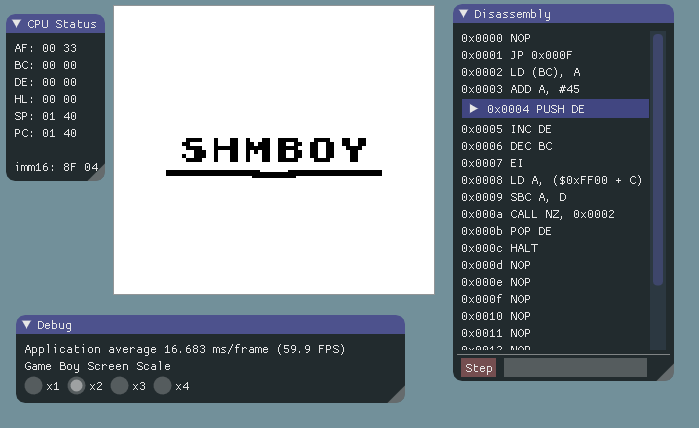 CPU Status
AF: 00 33
BC: 00 00
DE: 00 00
HL: 00 00
SP: 01 40
PC: 01 40
imm16: 8F 04
SHMBOY
Debug
Application average 16.683 ms/frame (59.9 FPS)
Game Boy Screen Scale
x1 x2 x3 x4
Disassembly
0x0000 NOP
0x0001 JP 0x000F
0x0002 LD (BC), A
0x0003 ADD A, #45
0x0004 PUSH DE
0x0005 INC DE
0x0006 DEC BC
0x0007 EI
0x0008 LD A, ($0xFF00 + C)
0x0009 SBC A, D
0x000a CALL NZ, 0x0002
0x000b POP DE
0x000c HALT
0x000d NOP
0x000e NOP
0x000f NOP
0x0010 NOP
0x0011 NOP
0x0012 NOP
Step